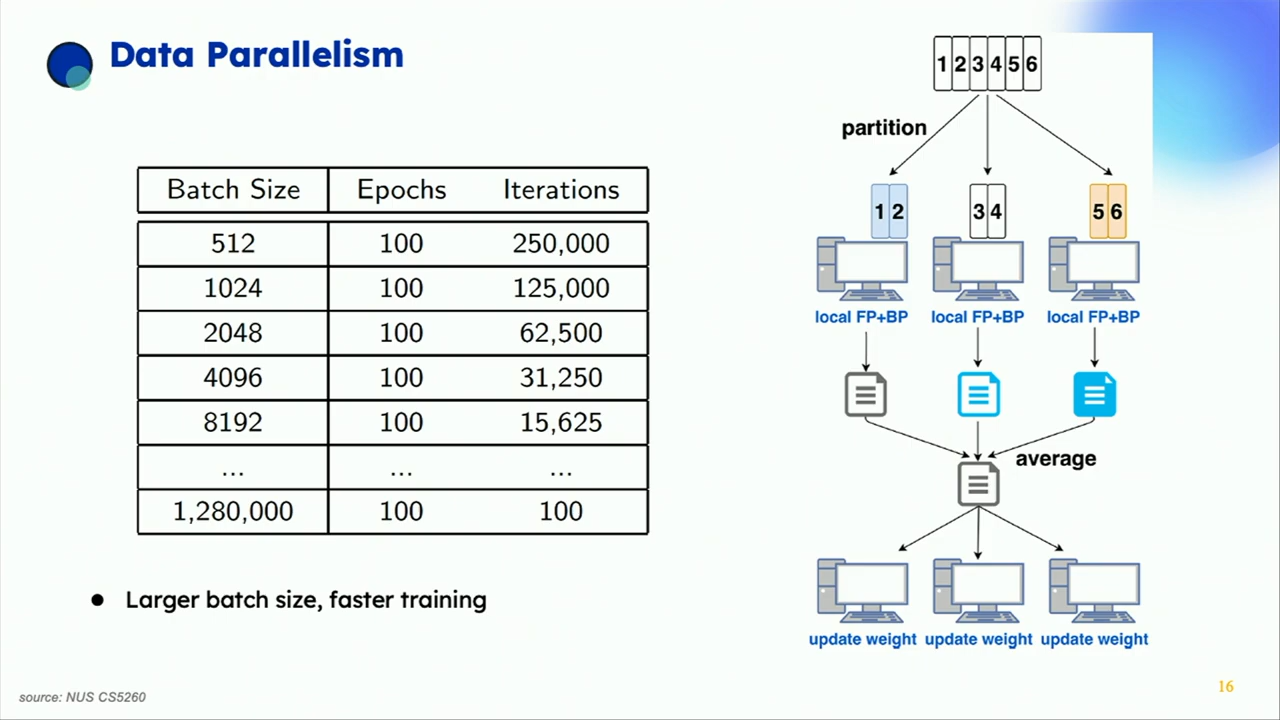 Data Parallelism
Batch Size Epochs Iterations
512 100 250,000
1024 100 125,000
2048 100 62,500
4096 100 31,250
8192 100 15,625
... ... ...
1,280,000 100 100
● Larger batch size, faster training
source: NUS CS5260
1 2 3 4 5 6
partition
1 2 3 4 5 6
local FP+BP local FP+BP local FP+BP
average
update weight update weight update weight
16